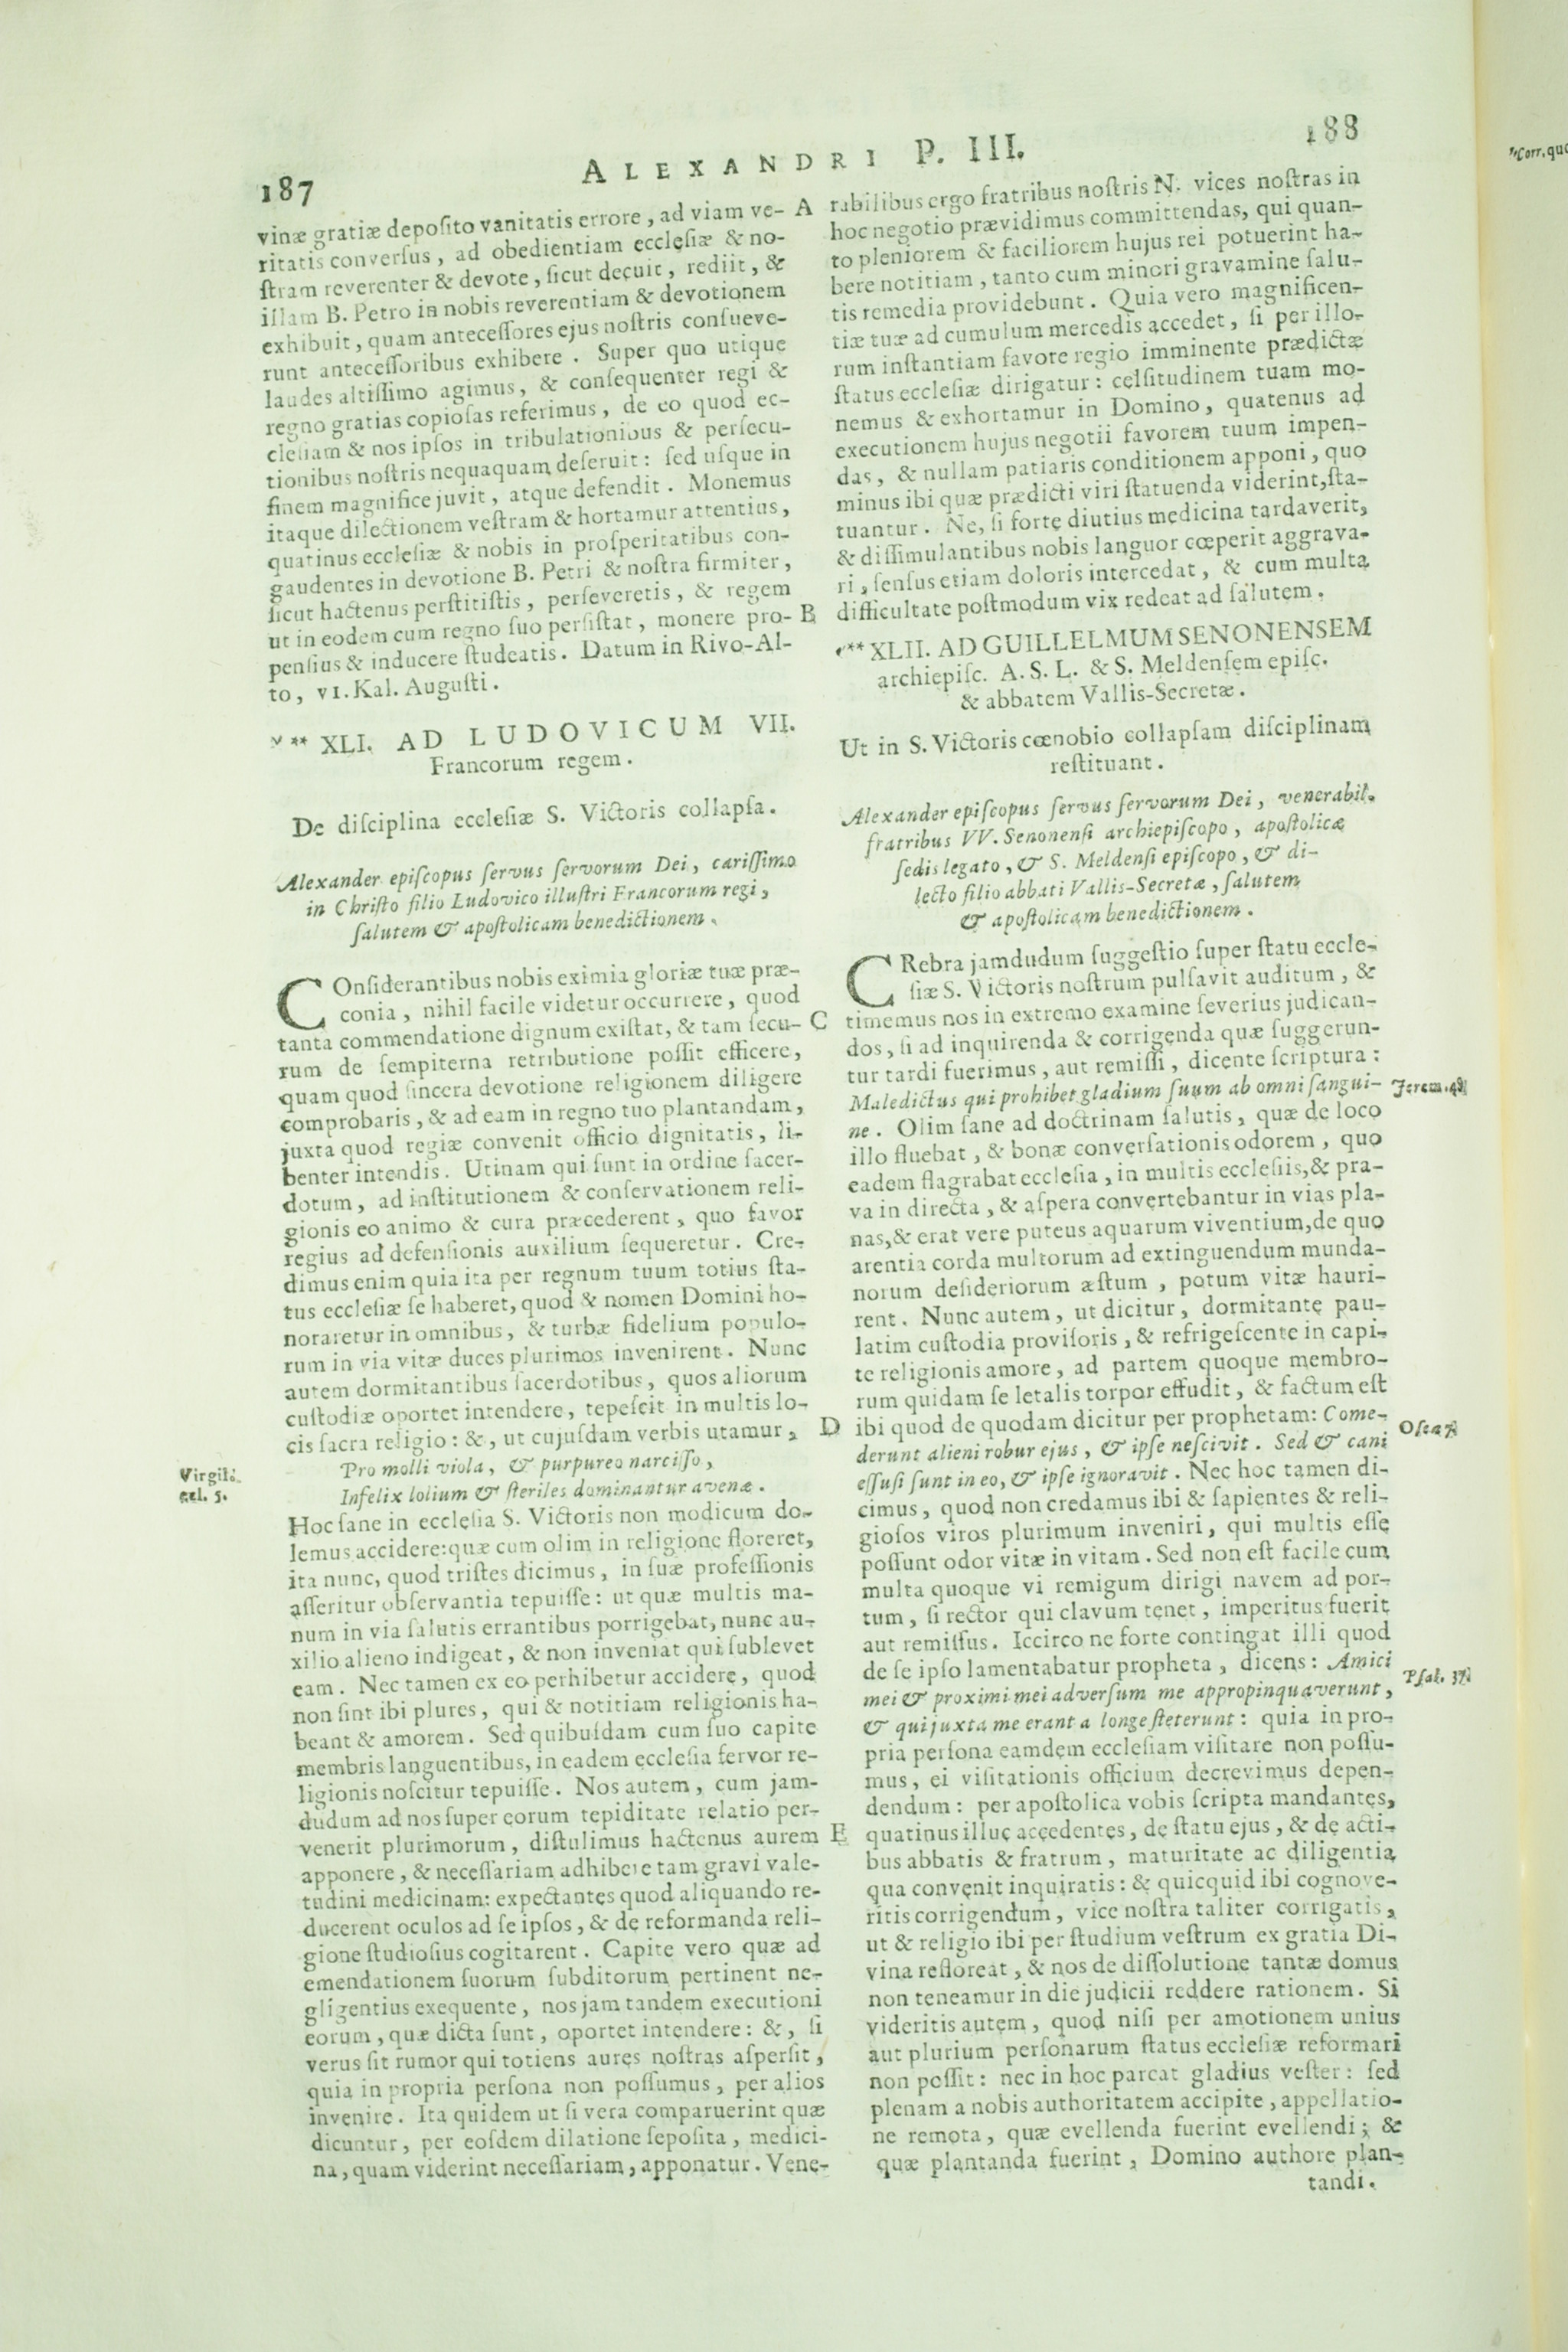 187
ALEXANDRI P. III.
188
vinæ gratiæ deposito vanitatis errore, ad viam ve-
ritatis conversus, ad obedientiam ecclesiæ & no-
stram reverenter & devote, sicut decuit, rediit, &
illam B. Petro in nobis reverentiam & devotionem
exhibuit, quam antecessores ejus nostris consueve-
runt antecessoribus exhibere. Super quo utique
laudes altissimo agimus, & consequenter regi &
regno gratias copiosas referimus, de eo quod ec-
clesiam & nos ipsos in tribulationibus & persecu-
tionibus nostris nequaquam deseruit: sed usque in
finem magnifice juvit, atque defendit. Monemus
itaque dilectionem vestram & hortamur attentius,
quatinus ecclesiæ & nobis in prosperitatibus con-
gaudentes in devotione B. Petri & nostra firmiter,
sicut hactenus perstitistis, perseveretis, & regem
ut in eodem cum regno suo persistat, monere pro-
pensius & inducere studeatis. Datum in Rivo-Al-
to, VI. Kal. Augusti.
** XLI. AD LUDOVICUM VII.
Francorum regem.
De disciplina ecclesiæ S. Victoris collapsa.
Alexander episcopus servus servorum Dei, carissimo
in Christo filio Ludovico illustri Francorum regi,
salutem & apostolicam benedictionem.
COnsiderantibus nobis eximia gloriæ tuæ præ-
conia, nihil facile videtur occurrere, quod
tanta commendatione dignum existat, & tam secu-
rum de sempiterna retributione possit efficere,
quam quod sincera devotione religionem diligere
comprobaris, & ad eam in regno tuo plantandam,
juxta quod regiæ convenit officio dignitatis, li-
benter intendis. Utinam qui sunt in ordine sacer-
dotum, ad institutionem & conservationem reli-
gionis eo animo & cura præcederent, quo favor
regius ad defensionis auxilium sequeretur. Cre-
dimus enim quia ita per regnum tuum totius sta-
tus ecclesiæ se haberet, quod & nomen Domini ho-
noraretur in omnibus, & turbæ fidelium populo-
rum in via vitæ duces plurimos invenirent. Nunc
autem dormitantibus sacerdotibus, quos aliorum
custodiæ oportet intendere, tepescit in multis lo-
cis sacra religio: &, ut cujusdam verbis utamur,
Pro molli viola, & purpureo narcisso,
Infelix lolium & steriles dominantur avenæ.
Virgil.
ecl. 5.
Hoc sane in ecclesia S. Victoris non modicum do-
lemus accidere: quæ cum olim in religione floreret,
ita nunc, quod tristes dicimus, in suæ professionis
asseritur observantia tepuisse: ut quæ multis ma-
num in via salutis errantibus porrigebat, nunc au-
xilio alieno indigeat, & non inveniat qui sublevet
eam. Nec tamen ex eo perhibetur accidere, quod
non sint ibi plures, qui & notitiam religionis ha-
beant & amorem. Sed quibusdam cum suo capite
membris languentibus, in eadem ecclesia fervor re-
ligionis noscitur tepuisse. Nos autem, cum jam-
dudum ad nos super eorum tepiditate relatio per-
venerit plurimorum, distulimus hactenus aurem
apponere, & necessariam adhibere tam gravi vale-
tudini medicinam: expectantes quod aliquando re-
ducerent oculos ad se ipsos, & de reformanda reli-
gione studiosius cogitarent. Capite vero quæ ad
emendationem suorum subditorum pertinent ne-
gligentius exequente, nos jam tandem executioni
eorum, quæ dicta sunt, oportet intendere: &, si
verus sit rumor qui totiens aures nostras aspersit,
quia in propria persona non possumus, per alios
invenire. Ita quidem ut si vera comparuerint quæ
dicuntur, per eosdem dilatione seposita, medici-
na, quam viderint necessariam, apponatur. Vene-
A
B
C
D
E
rabilibus ergo fratribus nostris N. vices nostras in
hoc negotio prævidimus committendas, qui quan-
to pleniorem & faciliorem hujus rei potuerint ha-
bere notitiam, tanto cum minori gravamine salu-
tis remedia providebunt. Quia vero magnificen-
tiæ tuæ ad cumulum mercedis accedet, si per illo-
rum instantiam favore regio imminente prædictæ
status ecclesiæ dirigatur: celsitudinem tuam mo-
nemus & exhortamur in Domino, quatenus ad
executionem hujus negotii favorem tuum impen-
das, & nullam patiaris conditionem apponi, quo
minus ibi quæ prædicti viri statuenda viderint, sta-
tuantur. Ne, si forte diutius medicina tardaverit,
& dissimulantibus nobis languor cœperit aggrava-
ri, sensus etiam doloris intercedat, & cum multa
difficultate postmodum vix redeat ad salutem.
** XLII. AD GUILLELMUM SENONENSEM
archiepisc. A. S. L. & S. Meldensem episc.
& abbatem Vallis-Secretæ.
Ut in S. Victoris cœnobio collapsam disciplinam
restituant.
Alexander episcopus servus servorum Dei, venerabil.
fratribus VV. Senonensi archiepiscopo, apostolicæ
sedis legato, & S. Meldensi episcopo, & di-
lecto filio abbati Vallis-Secretæ, salutem
& apostolicam benedictionem.
CRebra jamdudum suggestio super statu eccle-
siæ S. Victoris nostrum pulsavit auditum, &
timemus nos in extremo examine severius judican-
dos, si ad inquirenda & corrigenda quæ suggerun-
tur tardi fuerimus, aut remissi, dicente scriptura:
Maledictus qui prohibet gladium suum ab omni sangui-
ne. Olim sane ad doctrinam salutis, quæ de loco
Jerem. 48.
illo fluebat, & bonæ conversationis odorem, quo
eadem flagrabat ecclesia, in multis ecclesiis, & pra-
va in directa, & aspera convertebantur in vias pla-
nas, & erat vere puteus aquarum viventium, de quo
arentia corda multorum ad extinguendum munda-
norum desideriorum æstum, potum vitæ hauri-
rent. Nunc autem, ut dicitur, dormitante pau-
latim custodia provisoris, & refrigescente in capi-
te religionis amore, ad partem quoque membro-
rum quidam se letalis torpor effudit, & factum est
ibi quod de quodam dicitur per prophetam: Come-
derunt alieni robur ejus, & ipse nescivit. Sed & cani
Osea 7.
effusi sunt in eo, & ipse ignoravit. Nec hoc tamen di-
cimus, quod non credamus ibi & sapientes & reli-
giosos viros plurimum inveniri, qui multis esse
possunt odor vitæ in vitam. Sed non est facile cum
multa quoque vi remigum dirigi navem ad por-
tum, si rector qui clavum tenet, imperitus fuerit
aut remissus. Iccirco ne forte contingat illi quod
de se ipso lamentabatur propheta, dicens: Amici
mei & proximi mei adversum me appropinquaverunt,
Psal. 37.
& qui juxta me erant a longe steterunt: quia in pro-
pria persona eamdem ecclesiam visitare non possu-
mus, ei visitationis officium decrevimus depen-
dendum: per apostolica vobis scripta mandantes,
quatinus illuc accedentes, de statu ejus, & de acti-
bus abbatis & fratrum, maturitate ac diligentia
qua convenit inquiratis: & quicquid ibi cognove-
ritis corrigendum, vice nostra taliter corrigatis,
ut & religio ibi per studium vestrum ex gratia Di-
vina refloreat, & nos de dissolutione tantæ domus
non teneamur in die judicii reddere rationem. Si
videritis autem, quod nisi per amotionem unius
aut plurium personarum status ecclesiæ reformari
non possit: nec in hoc parcat gladius vester: sed
plenam a nobis authoritatem accipite, appellatio-
ne remota, quæ evellenda fuerint evellendi; &
quæ plantanda fuerint, Domino authore plan-
tandi.